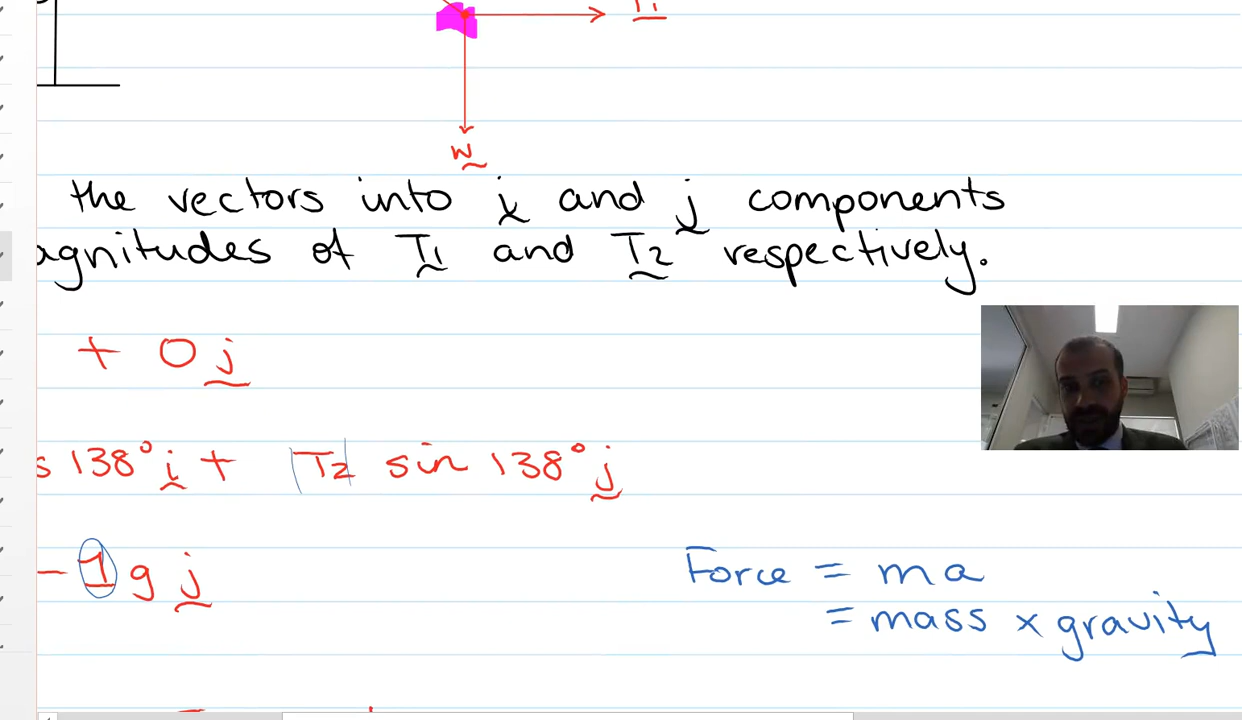 T1
w
the vectors into i and j components
agnitudes of T1 and T2 respectively.
+ 0 j
s 138° i + |T2| sin 138° j
- 1 g j
Force = ma
= mass × gravity